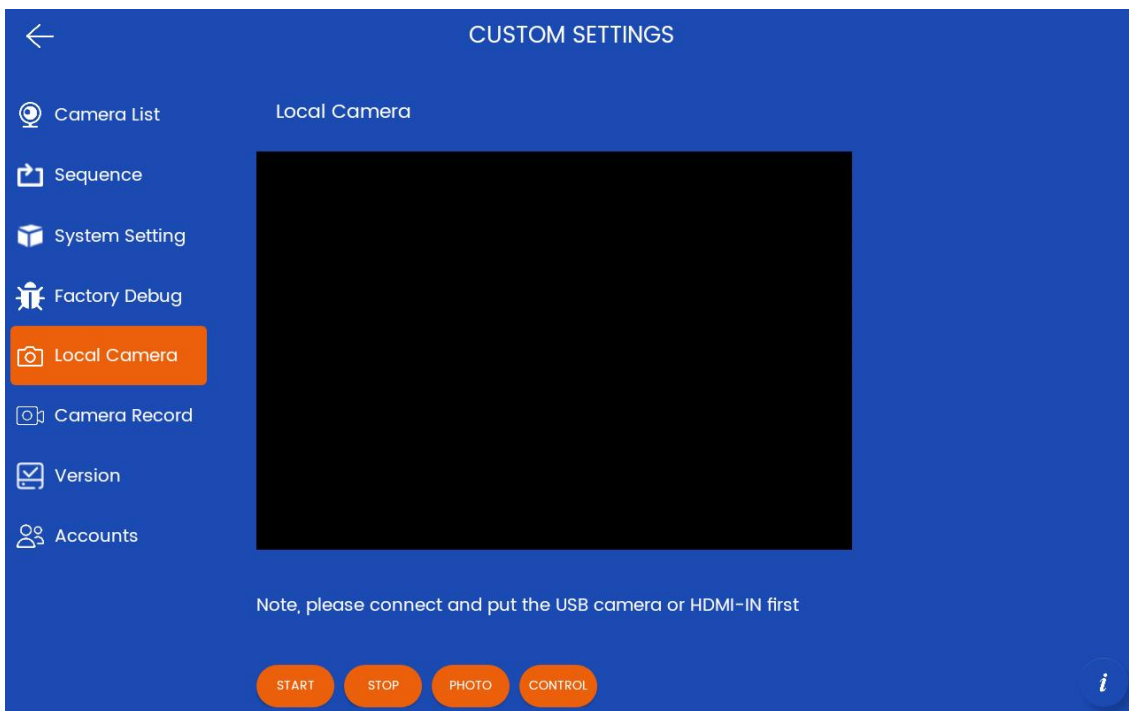 CUSTOM SETTINGS
Camera List
Sequence
System Setting
Factory Debug
Local Camera
Camera Record
Version
Accounts
Local Camera
Note, please connect and put the USB camera or HDMI-IN first
START STOP PHOTO CONTROL
i